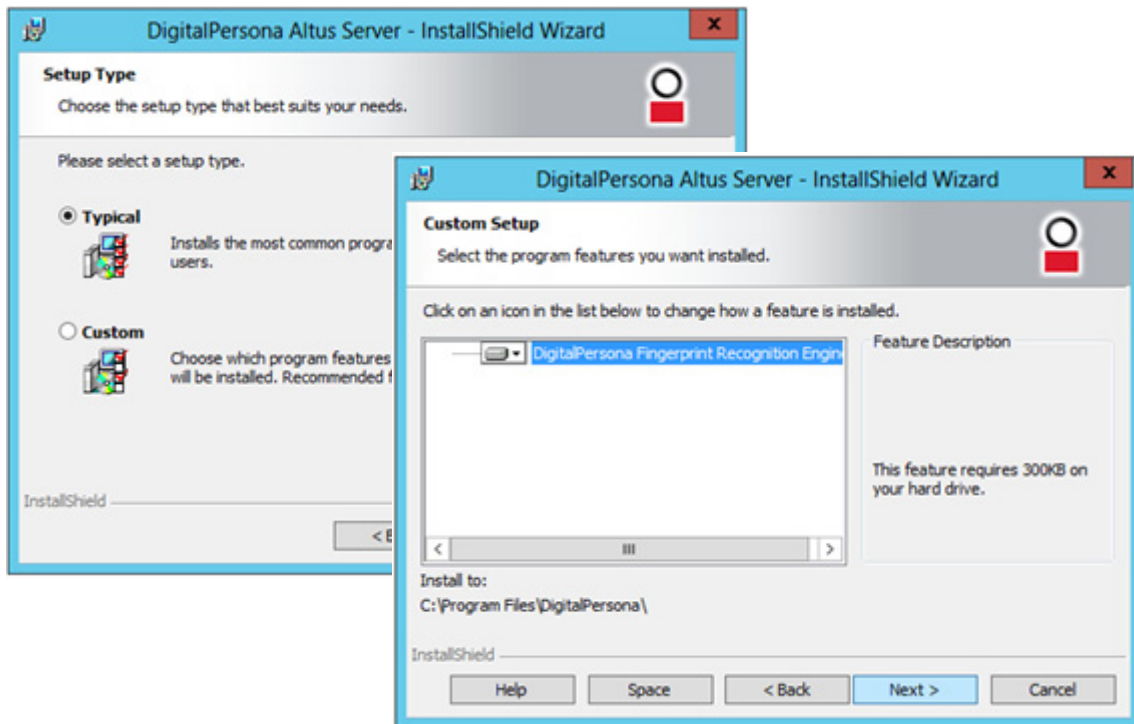 DigitalPersona Altus Server - InstallShield Wizard
x
Setup Type
Choose the setup type that best suits your needs.
Please select a setup type.
Typical
Installs the most common progra
users.
Custom
Choose which program features
will be installed. Recommended f
InstallShield
< B
DigitalPersona Altus Server - InstallShield Wizard
x
Custom Setup
Select the program features you want installed.
Click on an icon in the list below to change how a feature is installed.
DigitalPersona Fingerprint Recognition Engin
Feature Description
This feature requires 300KB on
your hard drive.
Install to:
C:\Program Files\DigitalPersona\
InstallShield
Help Space < Back Next > Cancel